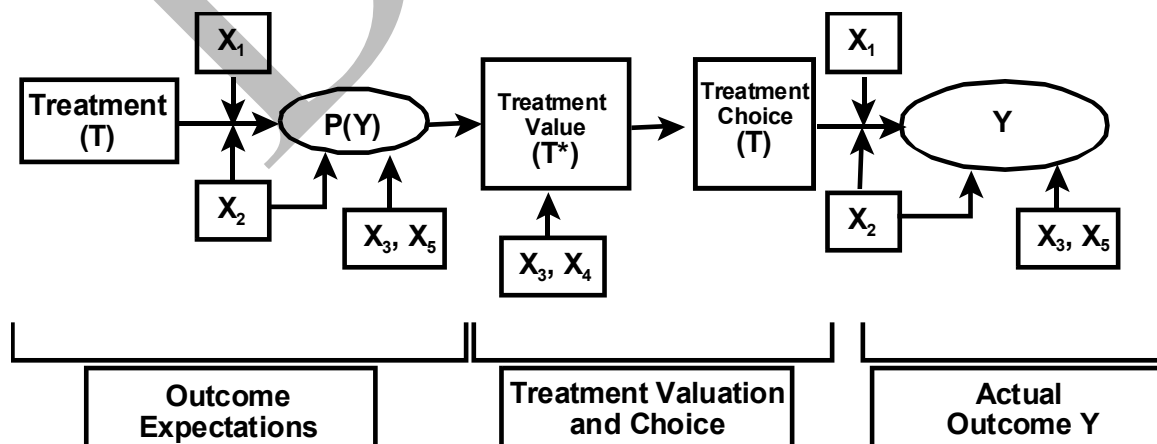 X₁
Treatment
(T)
P(Y)
X₂
X₃, X₅
Treatment
Value
(T*)
X₃, X₄
Treatment
Choice
(T)
X₁
Y
X₂
X₃, X₅
Outcome
Expectations
Treatment Valuation
and Choice
Actual
Outcome Y